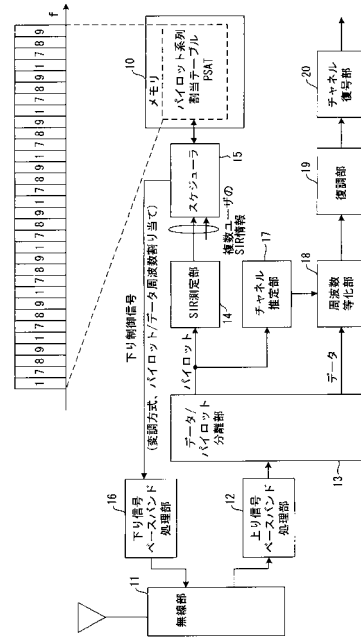 1 7 8 9 1 7 8 9 1 7 8 9 1 7 8 9 1 7 8 9 1 7 8 9 1 7 8 9 1 7 8 9
f
下り制御信号
(変調方式、パイロット/データ周波数割り当て)
メモリ
10
パイロット系列
割当テーブル
PSAT
スケジューラ
15
複数ユーザの
SIR情報
SIR測定部
14
パイロット
チャネル
推定部
17
データ/
パイロット
分離部
13
データ
周波数
等化部
18
復調部
19
チャネル
復号部
20
下り信号
ベースバンド
処理部
16
上り信号
ベースバンド
処理部
12
無線部
11